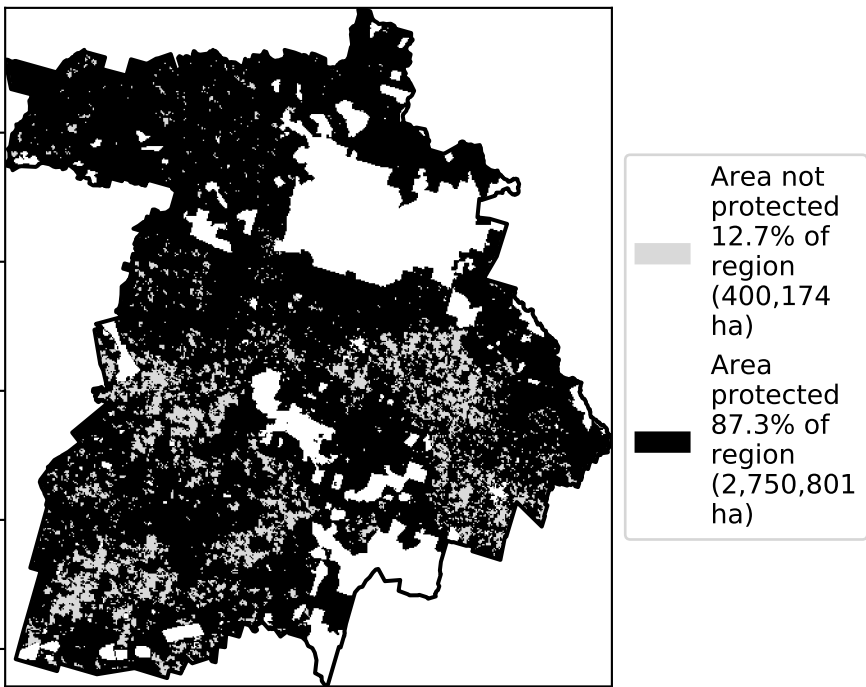 Area not
protected
12.7% of
region
(400,174
ha)
Area
protected
87.3% of
region
(2,750,801
ha)